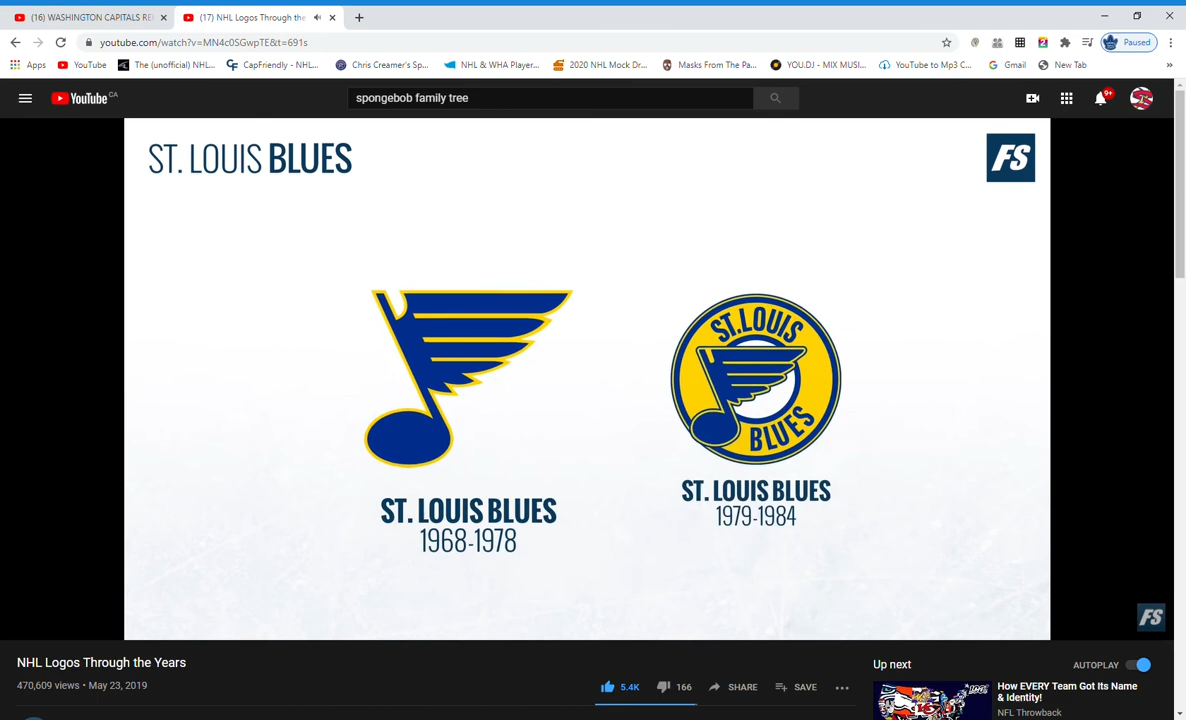 (16) WASHINGTON CAPITALS RE
(17) NHL Logos Through the
youtube.com/watch?v=MN4c0SGwpTE&t=691s
Paused
Apps
YouTube
The (unofficial) NHL...
CapFriendly - NHL...
Chris Creamer's Sp...
NHL & WHA Player...
2020 NHL Mock Dr...
Masks From The Pa...
YOU.DJ - MIX MUSI...
YouTube to Mp3 C...
Gmail
New Tab
»
YouTube CA
spongebob family tree
9+
ST. LOUIS BLUES
FS
ST. LOUIS
BLUES
ST. LOUIS BLUES
1968-1978
ST. LOUIS BLUES
1979-1984
FS
NHL Logos Through the Years
470,609 views • May 23, 2019
5.4K
166
SHARE
SAVE
Up next
AUTOPLAY
How EVERY Team Got Its Name
& Identity!
NFL Throwback